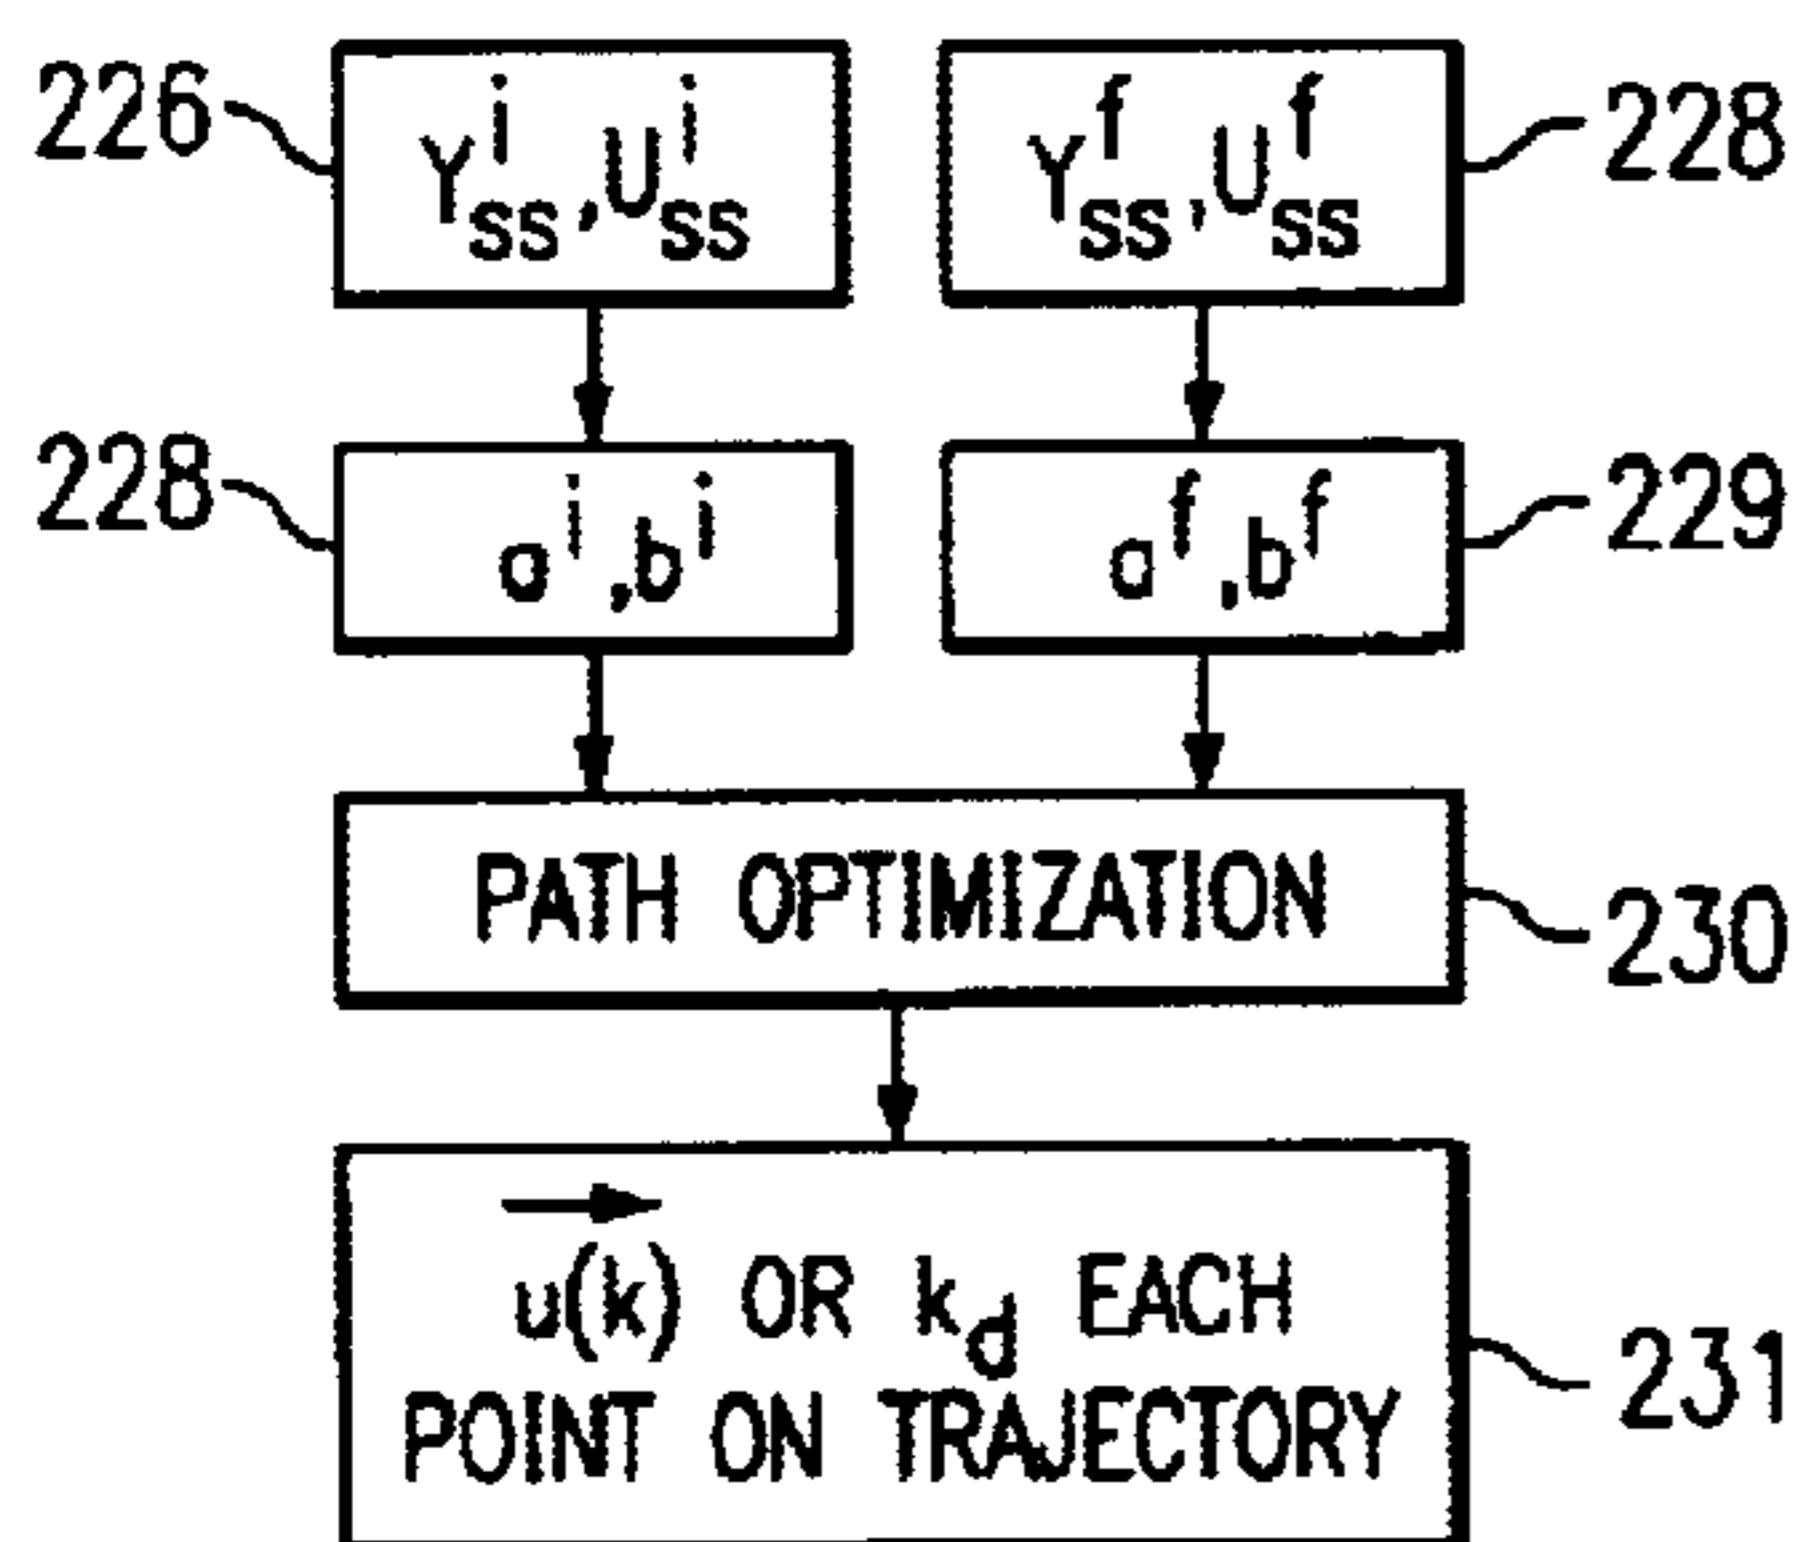 226
Y^i_ss, U^i_ss
Y^f_ss, U^f_ss
228
228
a^i, b^i
a^f, b^f
229
PATH OPTIMIZATION
230
u(k) OR k_d EACH
POINT ON TRAJECTORY
231